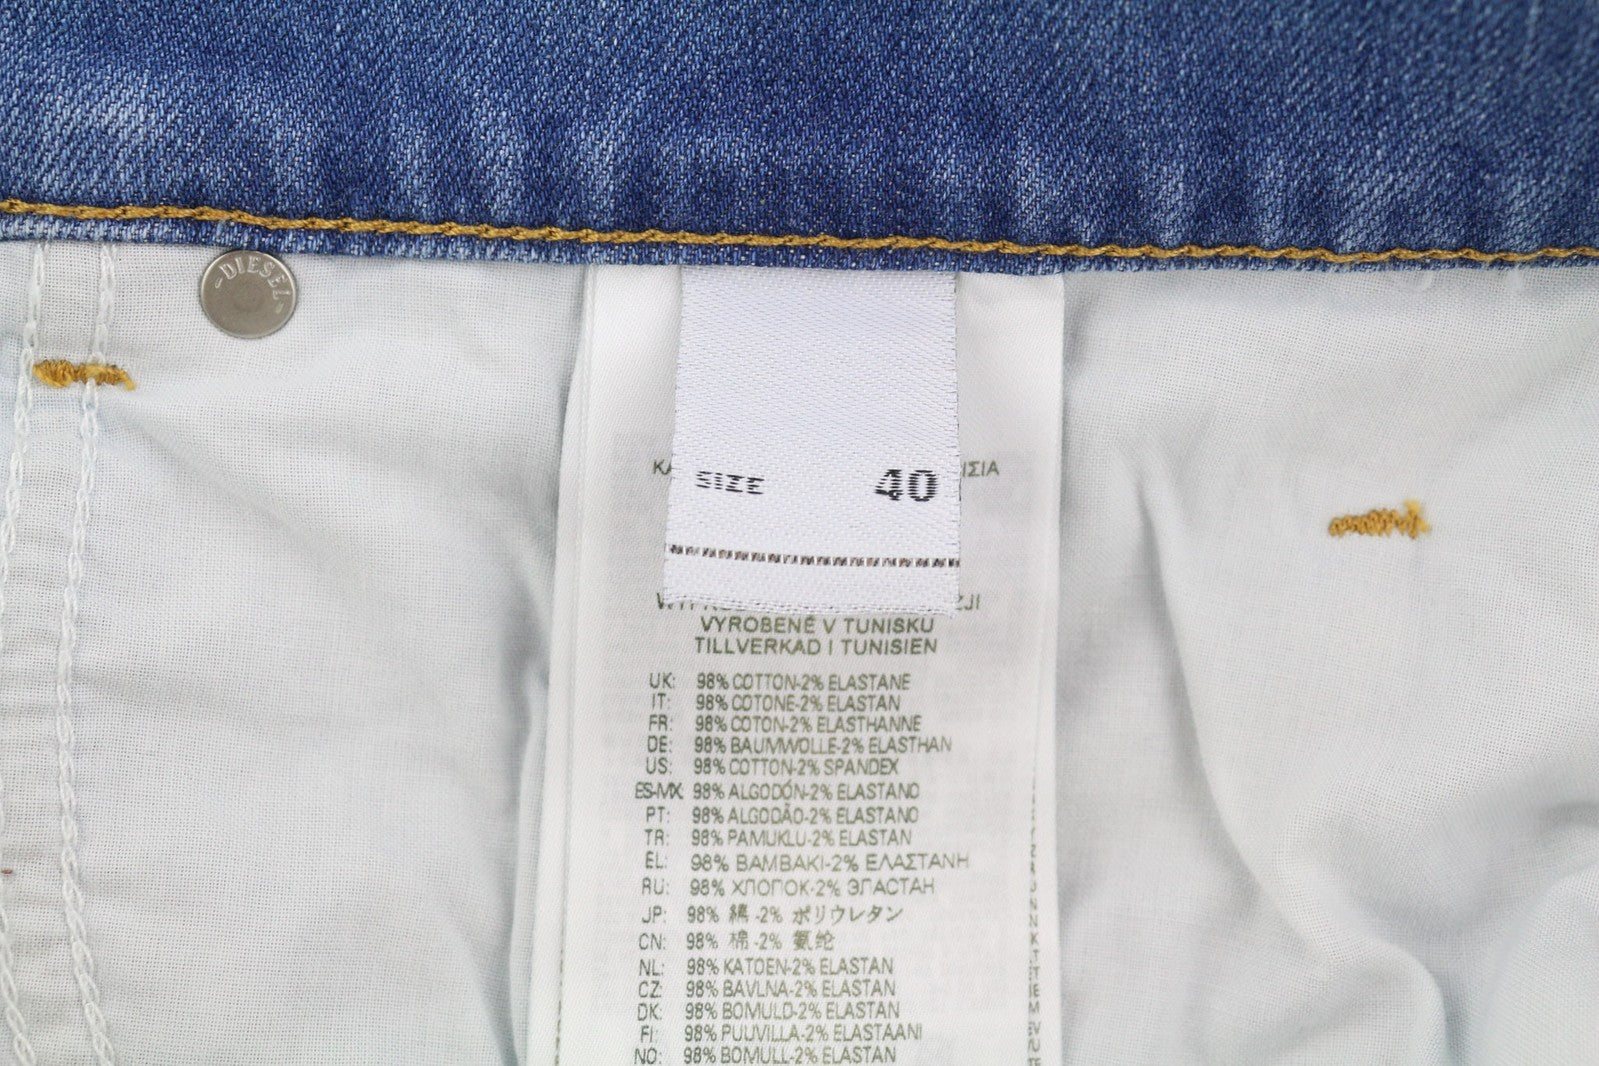 -DIESEL-
ΙΣΙΑ
SIZE 40
VYROBENÉ V TUNISKU
TILLVERKAD I TUNISIEN
UK: 98% COTTON-2% ELASTANE
IT: 98% COTONE-2% ELASTAN
FR: 98% COTON-2% ELASTHANNE
DE: 98% BAUMWOLLE-2% ELASTHAN
US: 98% COTTON-2% SPANDEX
ES-MX: 98% ALGODÓN-2% ELASTANO
PT: 98% ALGODÃO-2% ELASTANO
TR: 98% PAMUKLU-2% ELASTAN
EL: 98% ΒΑΜΒΑΚΙ-2% ΕΛΑΣΤΑΝΗ
RU: 98% ХЛОПОК-2% ЭЛАСТАН
JP: 98% 綿 -2% ポリウレタン
CN: 98% 棉 -2% 氨纶
NL: 98% KATOEN-2% ELASTAN
CZ: 98% BAVLNA-2% ELASTAN
DK: 98% BOMULD-2% ELASTAN
FI: 98% PUUVILLA-2% ELASTAANI
NO: 98% BOMULL-2% ELASTAN